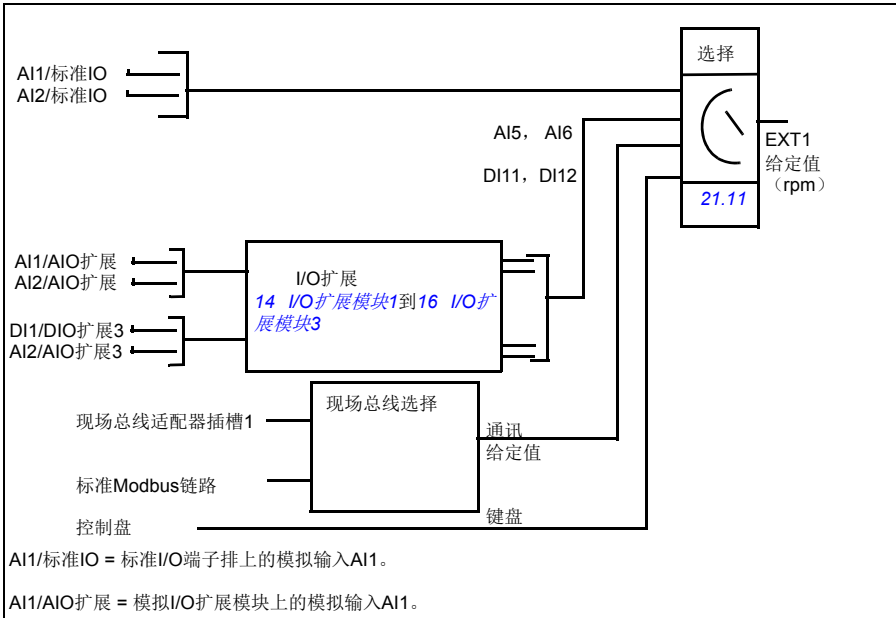 选择
AI1/标准IO
AI2/标准IO
AI5， AI6
EXT1
给定值
（rpm）
DI11，DI12
21.11
AI1/AIO扩展
AI2/AIO扩展
I/O扩展
14 I/O扩展模块1到16 I/O扩
展模块3
DI1/DIO扩展3
AI2/AIO扩展3
现场总线选择
现场总线适配器插槽1
通讯
给定值
标准Modbus链路
键盘
控制盘
AI1/标准IO = 标准I/O端子排上的模拟输入AI1。
AI1/AIO扩展 = 模拟I/O扩展模块上的模拟输入AI1。